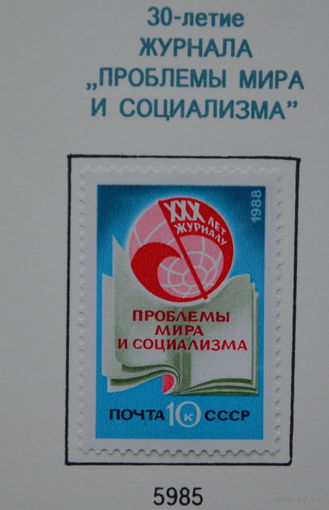 30-летие
ЖУРНАЛА
„ПРОБЛЕМЫ МИРА
И СОЦИАЛИЗМА”
XXX ЛЕТ
ЖУРНАЛУ
1988
ПРОБЛЕМЫ
МИРА
И СОЦИАЛИЗМА
ПОЧТА 10 К СССР
5985